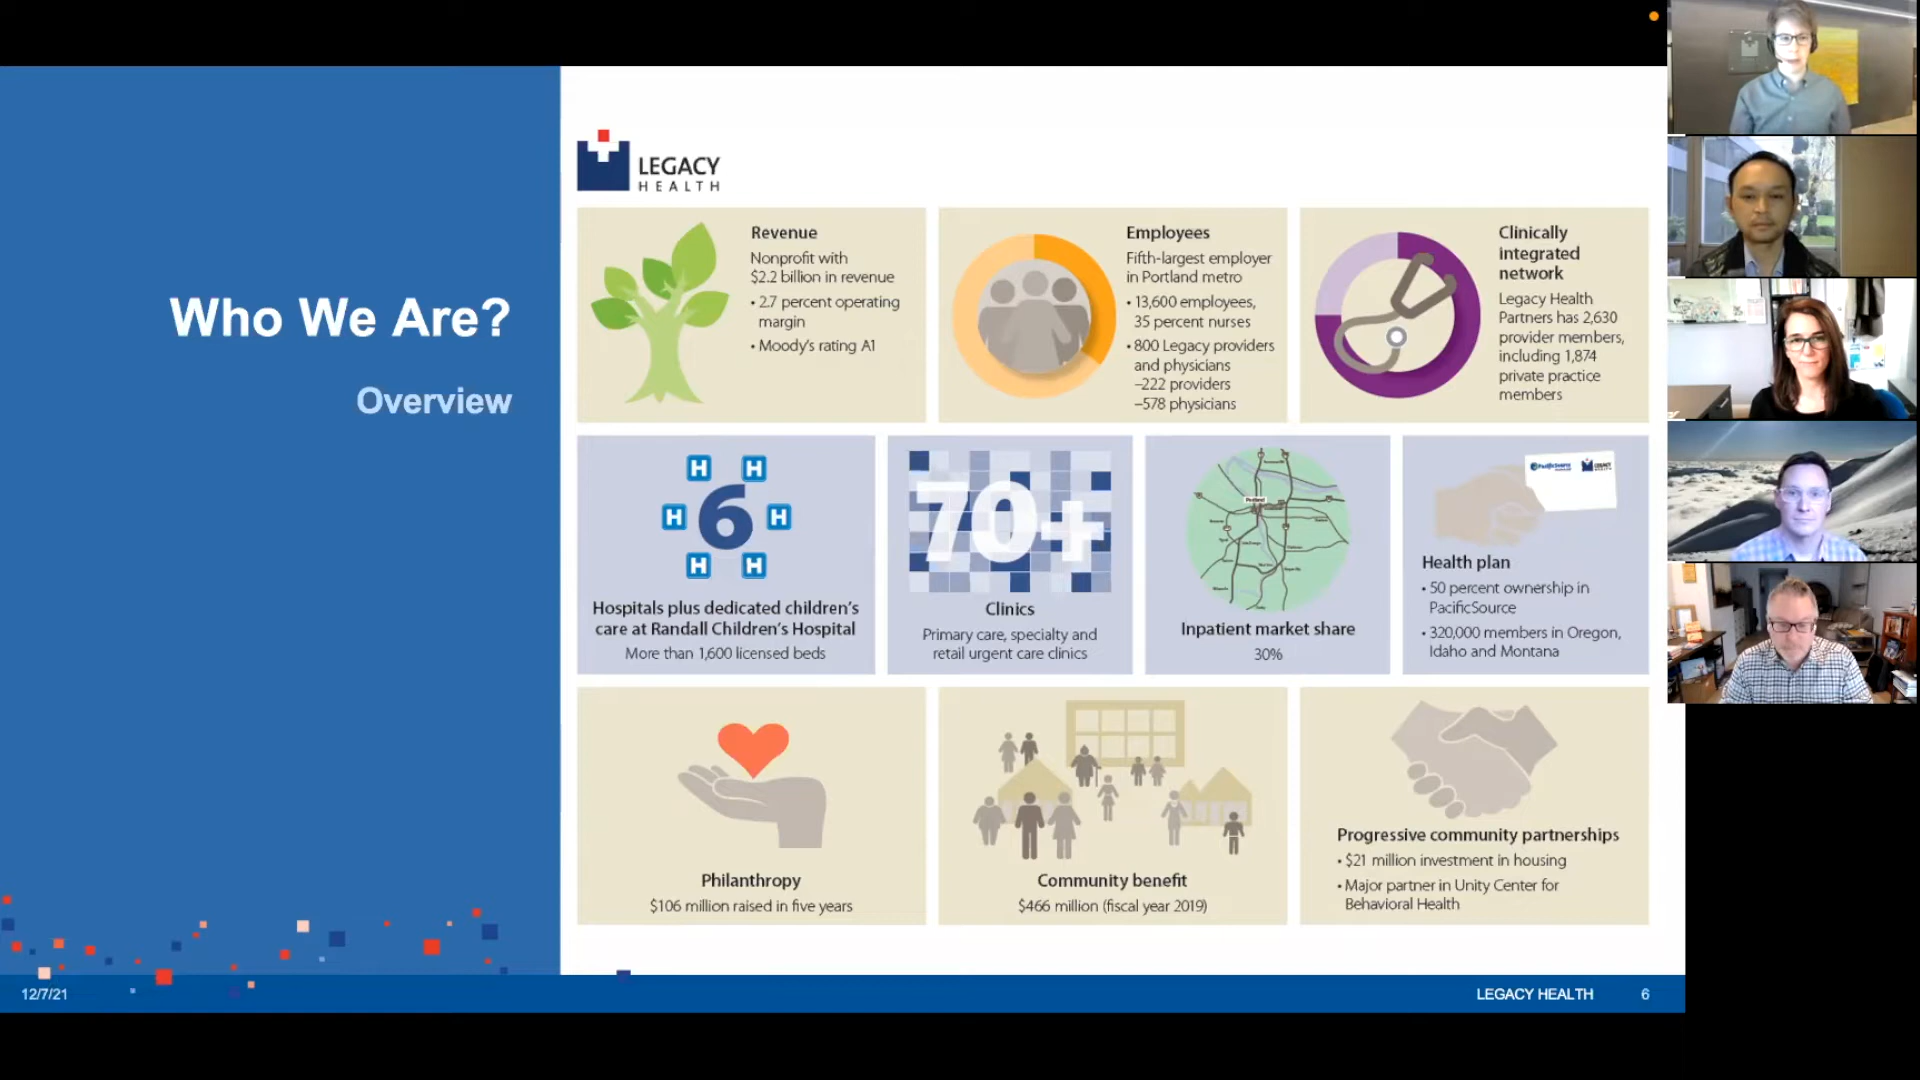 Who We Are?
Overview
LEGACY
HEALTH
Revenue
Nonprofit with
$2.2 billion in revenue
• 2.7 percent operating
margin
• Moody's rating A1
Employees
Fifth-largest employer
in Portland metro
• 13,600 employees,
35 percent nurses
• 800 Legacy providers
and physicians
–222 providers
–578 physicians
Clinically
integrated
network
Legacy Health
Partners has 2,630
provider members,
including 1,874
private practice
members
H H
H 6 H
H H
Hospitals plus dedicated children's
care at Randall Children's Hospital
More than 1,600 licensed beds
70+
Clinics
Primary care, specialty and
retail urgent care clinics
Portland
Inpatient market share
30%
PacificSource
LEGACY
HEALTH
Health plan
• 50 percent ownership in
PacificSource
• 320,000 members in Oregon,
Idaho and Montana
Philanthropy
$106 million raised in five years
Community benefit
$466 million (fiscal year 2019)
Progressive community partnerships
• $21 million investment in housing
• Major partner in Unity Center for
Behavioral Health
12/7/21
LEGACY HEALTH
6